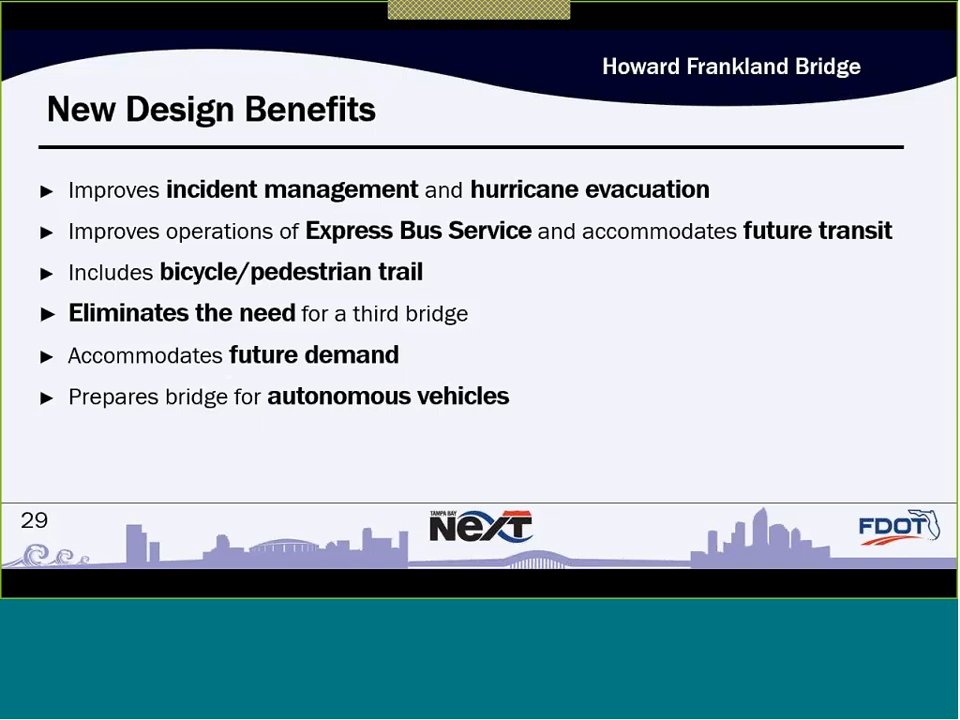 Howard Frankland Bridge
New Design Benefits
► Improves incident management and hurricane evacuation
► Improves operations of Express Bus Service and accommodates future transit
► Includes bicycle/pedestrian trail
► Eliminates the need for a third bridge
► Accommodates future demand
► Prepares bridge for autonomous vehicles
29
TAMPA BAY
NeXT
FDOT